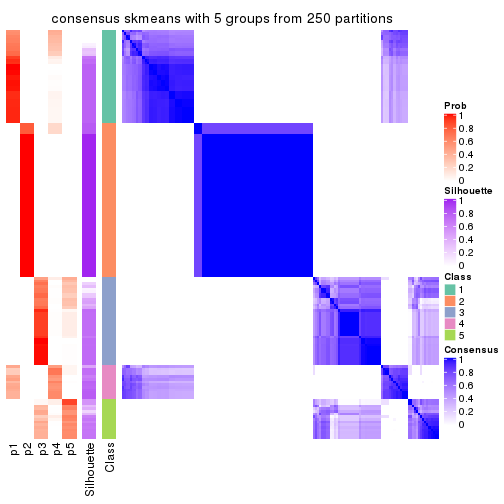 consensus skmeans with 5 groups from 250 partitions
Prob
1
0.8
0.6
0.4
0.2
0
Silhouette
1
0.8
0.6
0.4
0.2
0
Class
1
2
3
4
5
Consensus
1
0.8
0.6
0.4
0.2
0
p1
p2
p3
p4
p5
Silhouette
Class